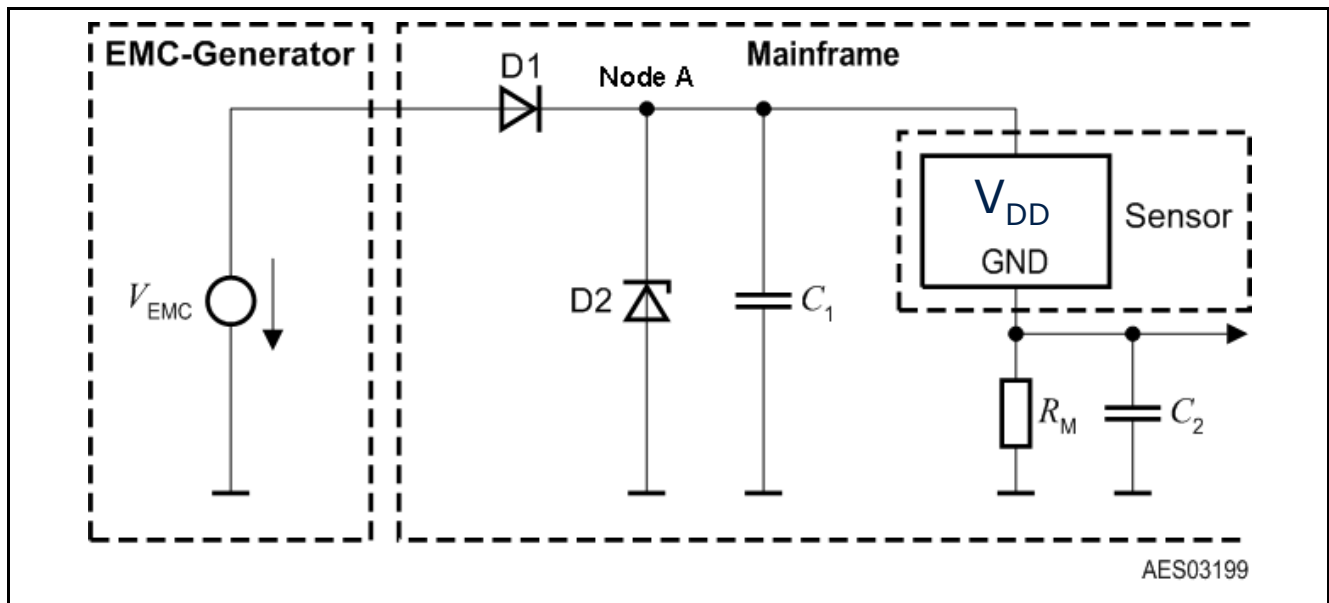 EMC-Generator
Mainframe
D1
Node A
V_DD
GND
Sensor
V_EMC
D2
C_1
R_M
C_2
AES03199